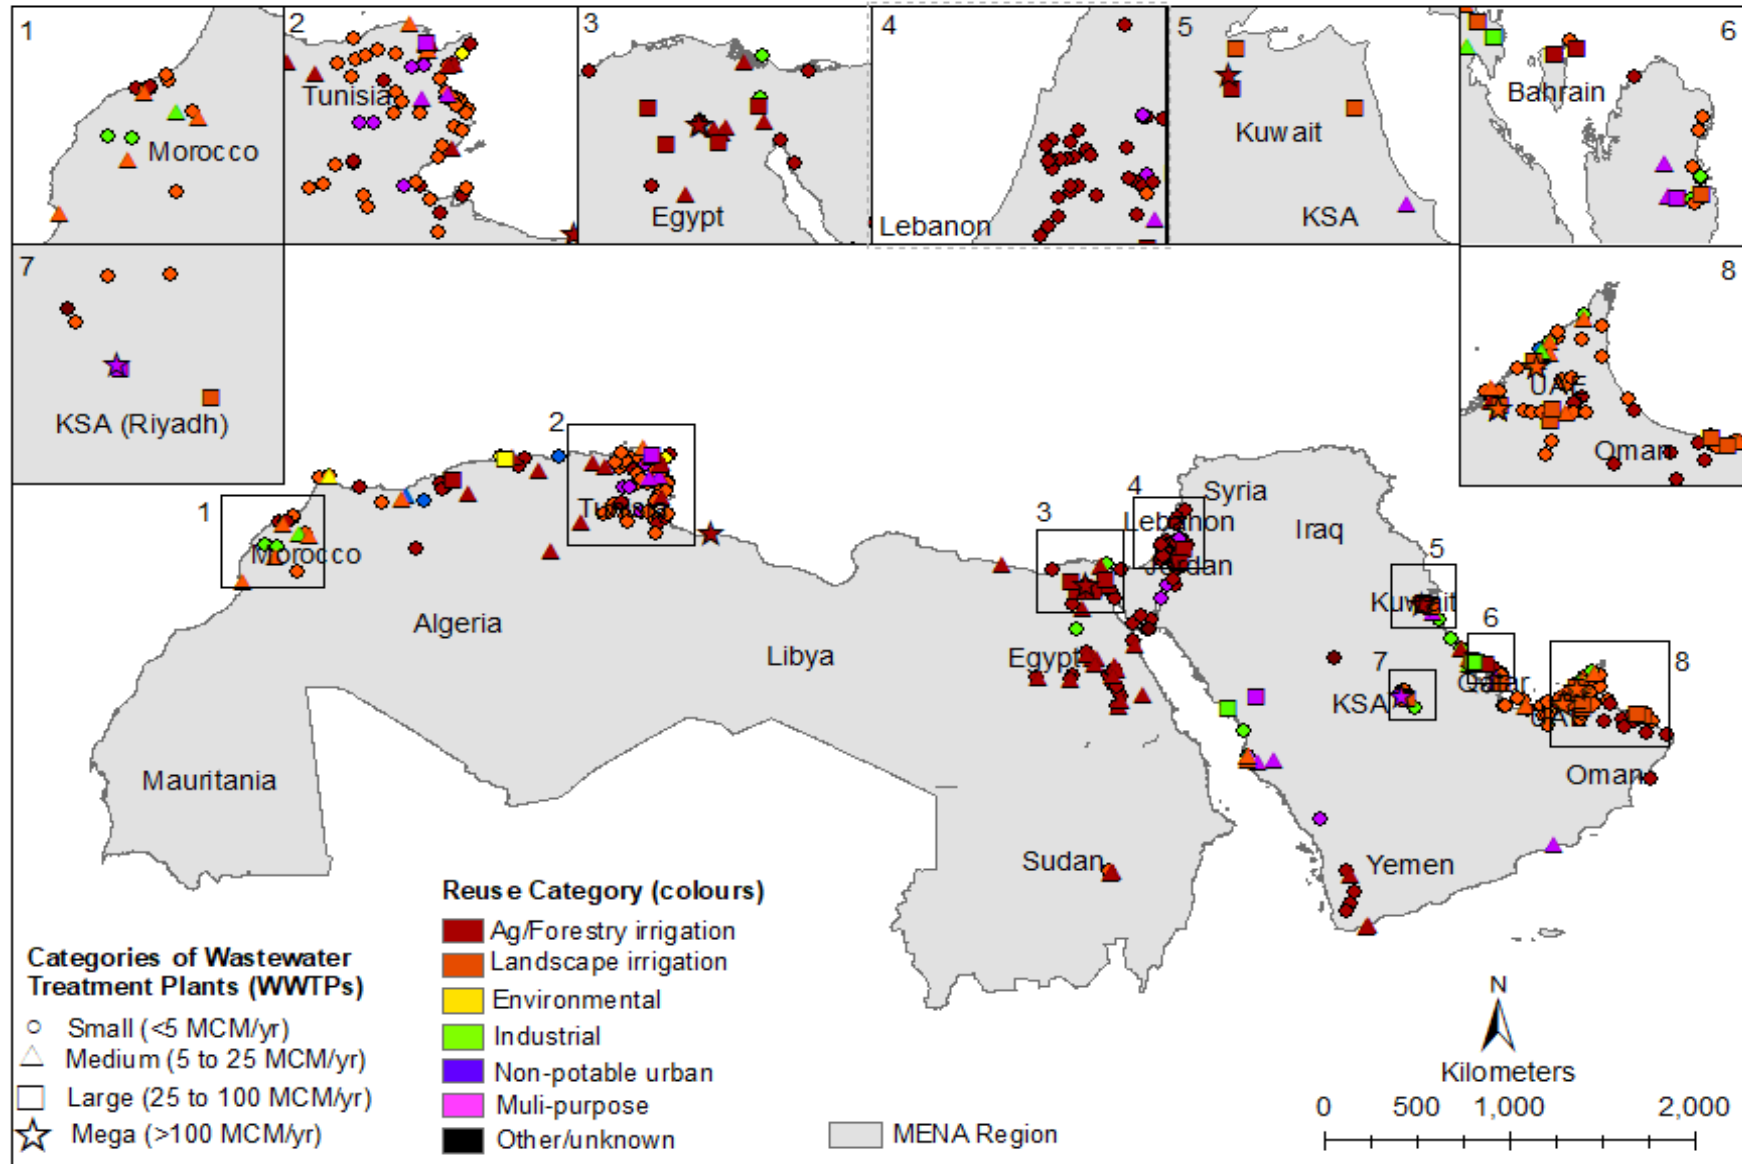 1
2
3
4
5
6
Morocco
Tunisia
Egypt
Lebanon
Kuwait
KSA
Bahrain
7
KSA (Riyadh)
8
UAE
Oman
1
2
3
4
5
6
7
8
Morocco
Tunisia
Algeria
Libya
Egypt
Mauritania
Sudan
Syria
Lebanon
Jordan
Iraq
Kuwait
KSA
Qatar
UAE
Oman
Yemen
Categories of Wastewater
Treatment Plants (WWTPs)
Small (<5 MCM/yr)
Medium (5 to 25 MCM/yr)
Large (25 to 100 MCM/yr)
Mega (>100 MCM/yr)
Reuse Category (colours)
Ag/Forestry irrigation
Landscape irrigation
Environmental
Industrial
Non-potable urban
Muli-purpose
Other/unknown
MENA Region
N
Kilometers
0 500 1,000 2,000